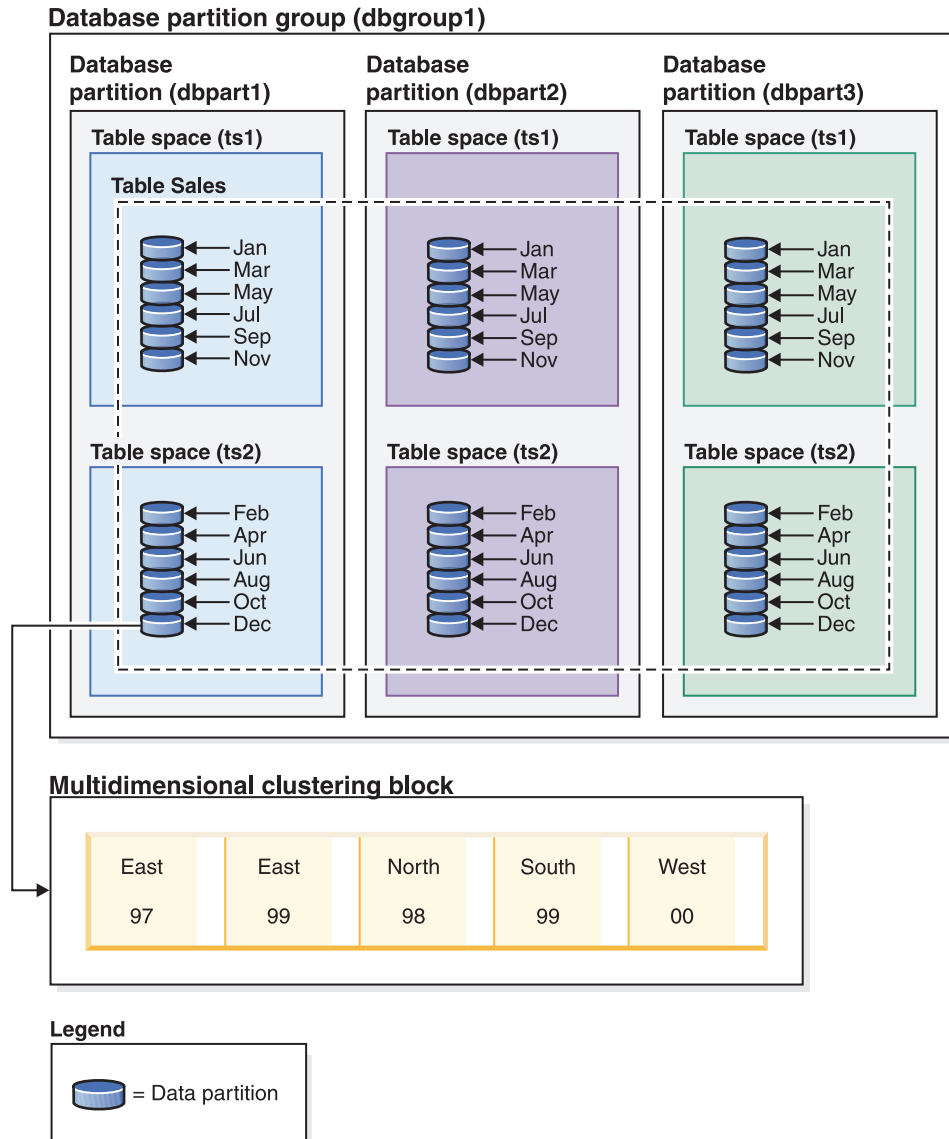 Database partition group (dbgroup1)
Database
partition (dbpart1)
Database
partition (dbpart2)
Database
partition (dbpart3)
Table space (ts1)
Table Sales
Jan
Mar
May
Jul
Sep
Nov
Table space (ts2)
Feb
Apr
Jun
Aug
Oct
Dec
Table space (ts1)
Jan
Mar
May
Jul
Sep
Nov
Table space (ts2)
Feb
Apr
Jun
Aug
Oct
Dec
Table space (ts1)
Jan
Mar
May
Jul
Sep
Nov
Table space (ts2)
Feb
Apr
Jun
Aug
Oct
Dec
Multidimensional clustering block
East
97
East
99
North
98
South
99
West
00
Legend
= Data partition